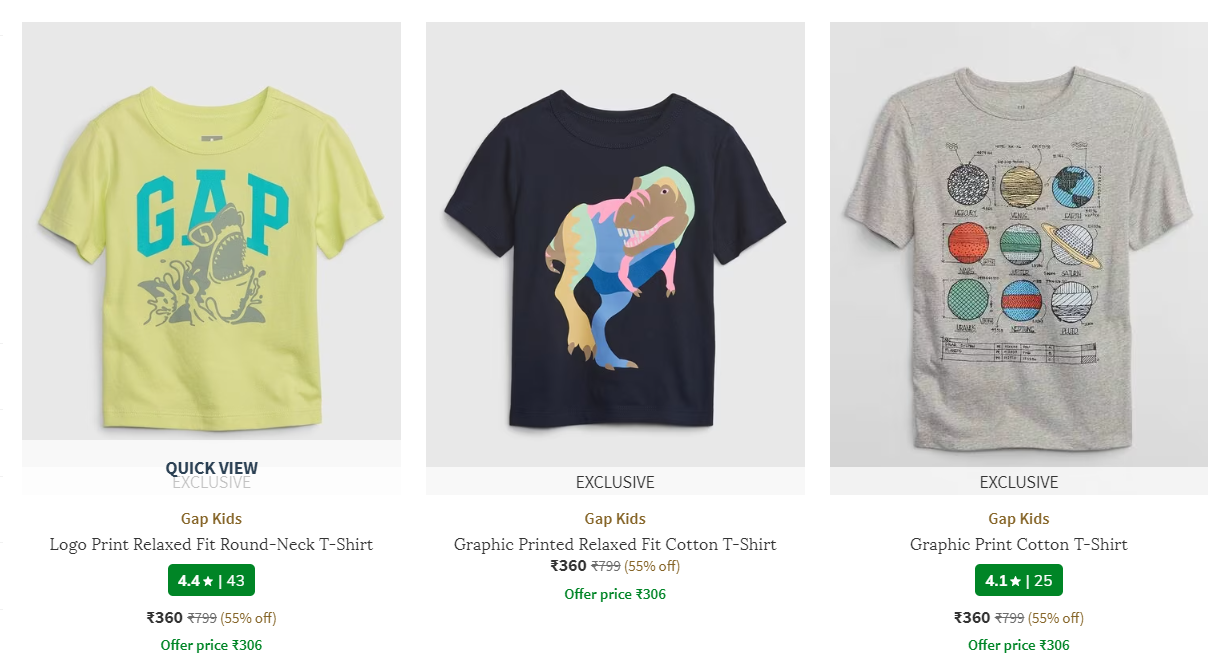 GAP
QUICK VIEW
EXCLUSIVE
Gap Kids
Logo Print Relaxed Fit Round-Neck T-Shirt
4.4★ | 43
₹360 ₹799 (55% off)
Offer price ₹306
EXCLUSIVE
Gap Kids
Graphic Printed Relaxed Fit Cotton T-Shirt
₹360 ₹799 (55% off)
Offer price ₹306
MERCURY VENUS EARTH
MARS JUPITER SATURN
URANUS NEPTUNE PLUTO
EXCLUSIVE
Gap Kids
Graphic Print Cotton T-Shirt
4.1★ | 25
₹360 ₹799 (55% off)
Offer price ₹306